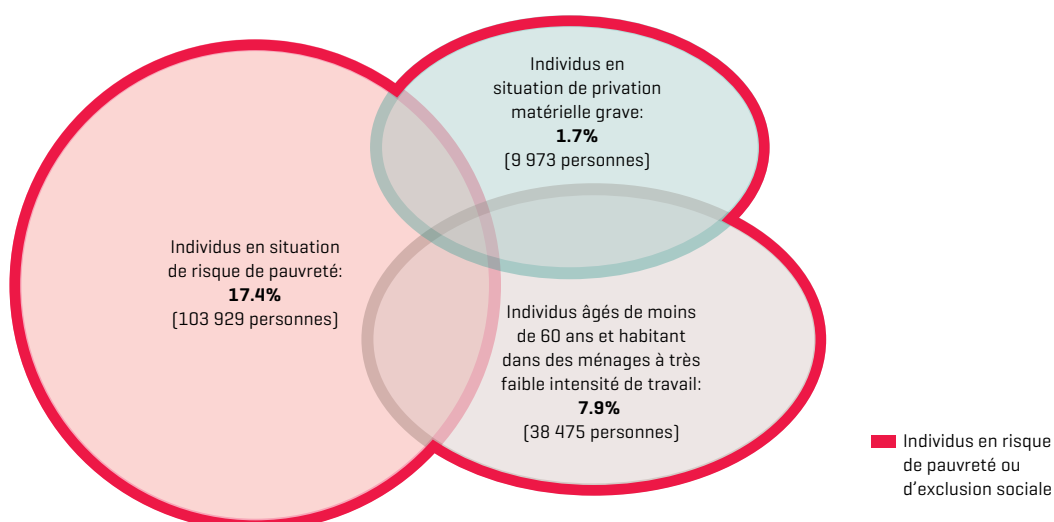 Individus en
situation de privation
matérielle grave:
1.7%
(9 973 personnes)
Individus en situation
de risque de pauvreté:
17.4%
(103 929 personnes)
Individus âgés de moins
de 60 ans et habitant
dans des ménages à très
faible intensité de travail:
7.9%
(38 475 personnes)
Individus en risque
de pauvreté ou
d’exclusion sociale